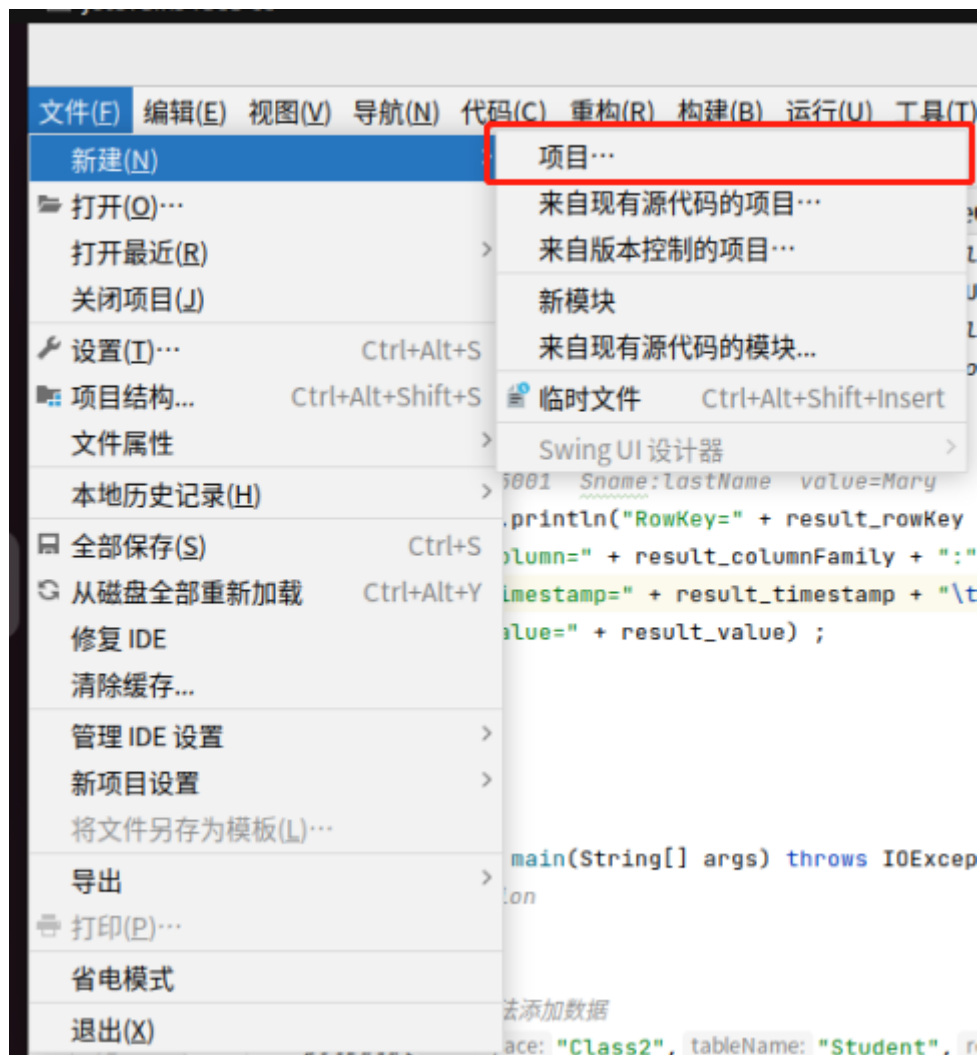 文件(F) 编辑(E) 视图(V) 导航(N) 代码(C) 重构(R) 构建(B) 运行(U) 工具(T)
新建(N)
打开(O)…
打开最近(R)
关闭项目(J)
设置(T)… Ctrl+Alt+S
项目结构... Ctrl+Alt+Shift+S
文件属性
本地历史记录(H)
全部保存(S) Ctrl+S
从磁盘全部重新加载 Ctrl+Alt+Y
修复 IDE
清除缓存...
管理 IDE 设置
新项目设置
将文件另存为模板(L)…
导出
打印(P)…
省电模式
退出(X)
项目…
来自现有源代码的项目…
来自版本控制的项目…
新模块
来自现有源代码的模块...
临时文件 Ctrl+Alt+Shift+Insert
Swing UI 设计器
5001 Sname:lastName value=Mary
.println("RowKey=" + result_rowKey
olumn=" + result_columnFamily + ":"
imestamp=" + result_timestamp + "\t
alue=" + result_value) ;
main(String[] args) throws IOExcep
ion
法添加数据
ace: "Class2", tableName: "Student", r